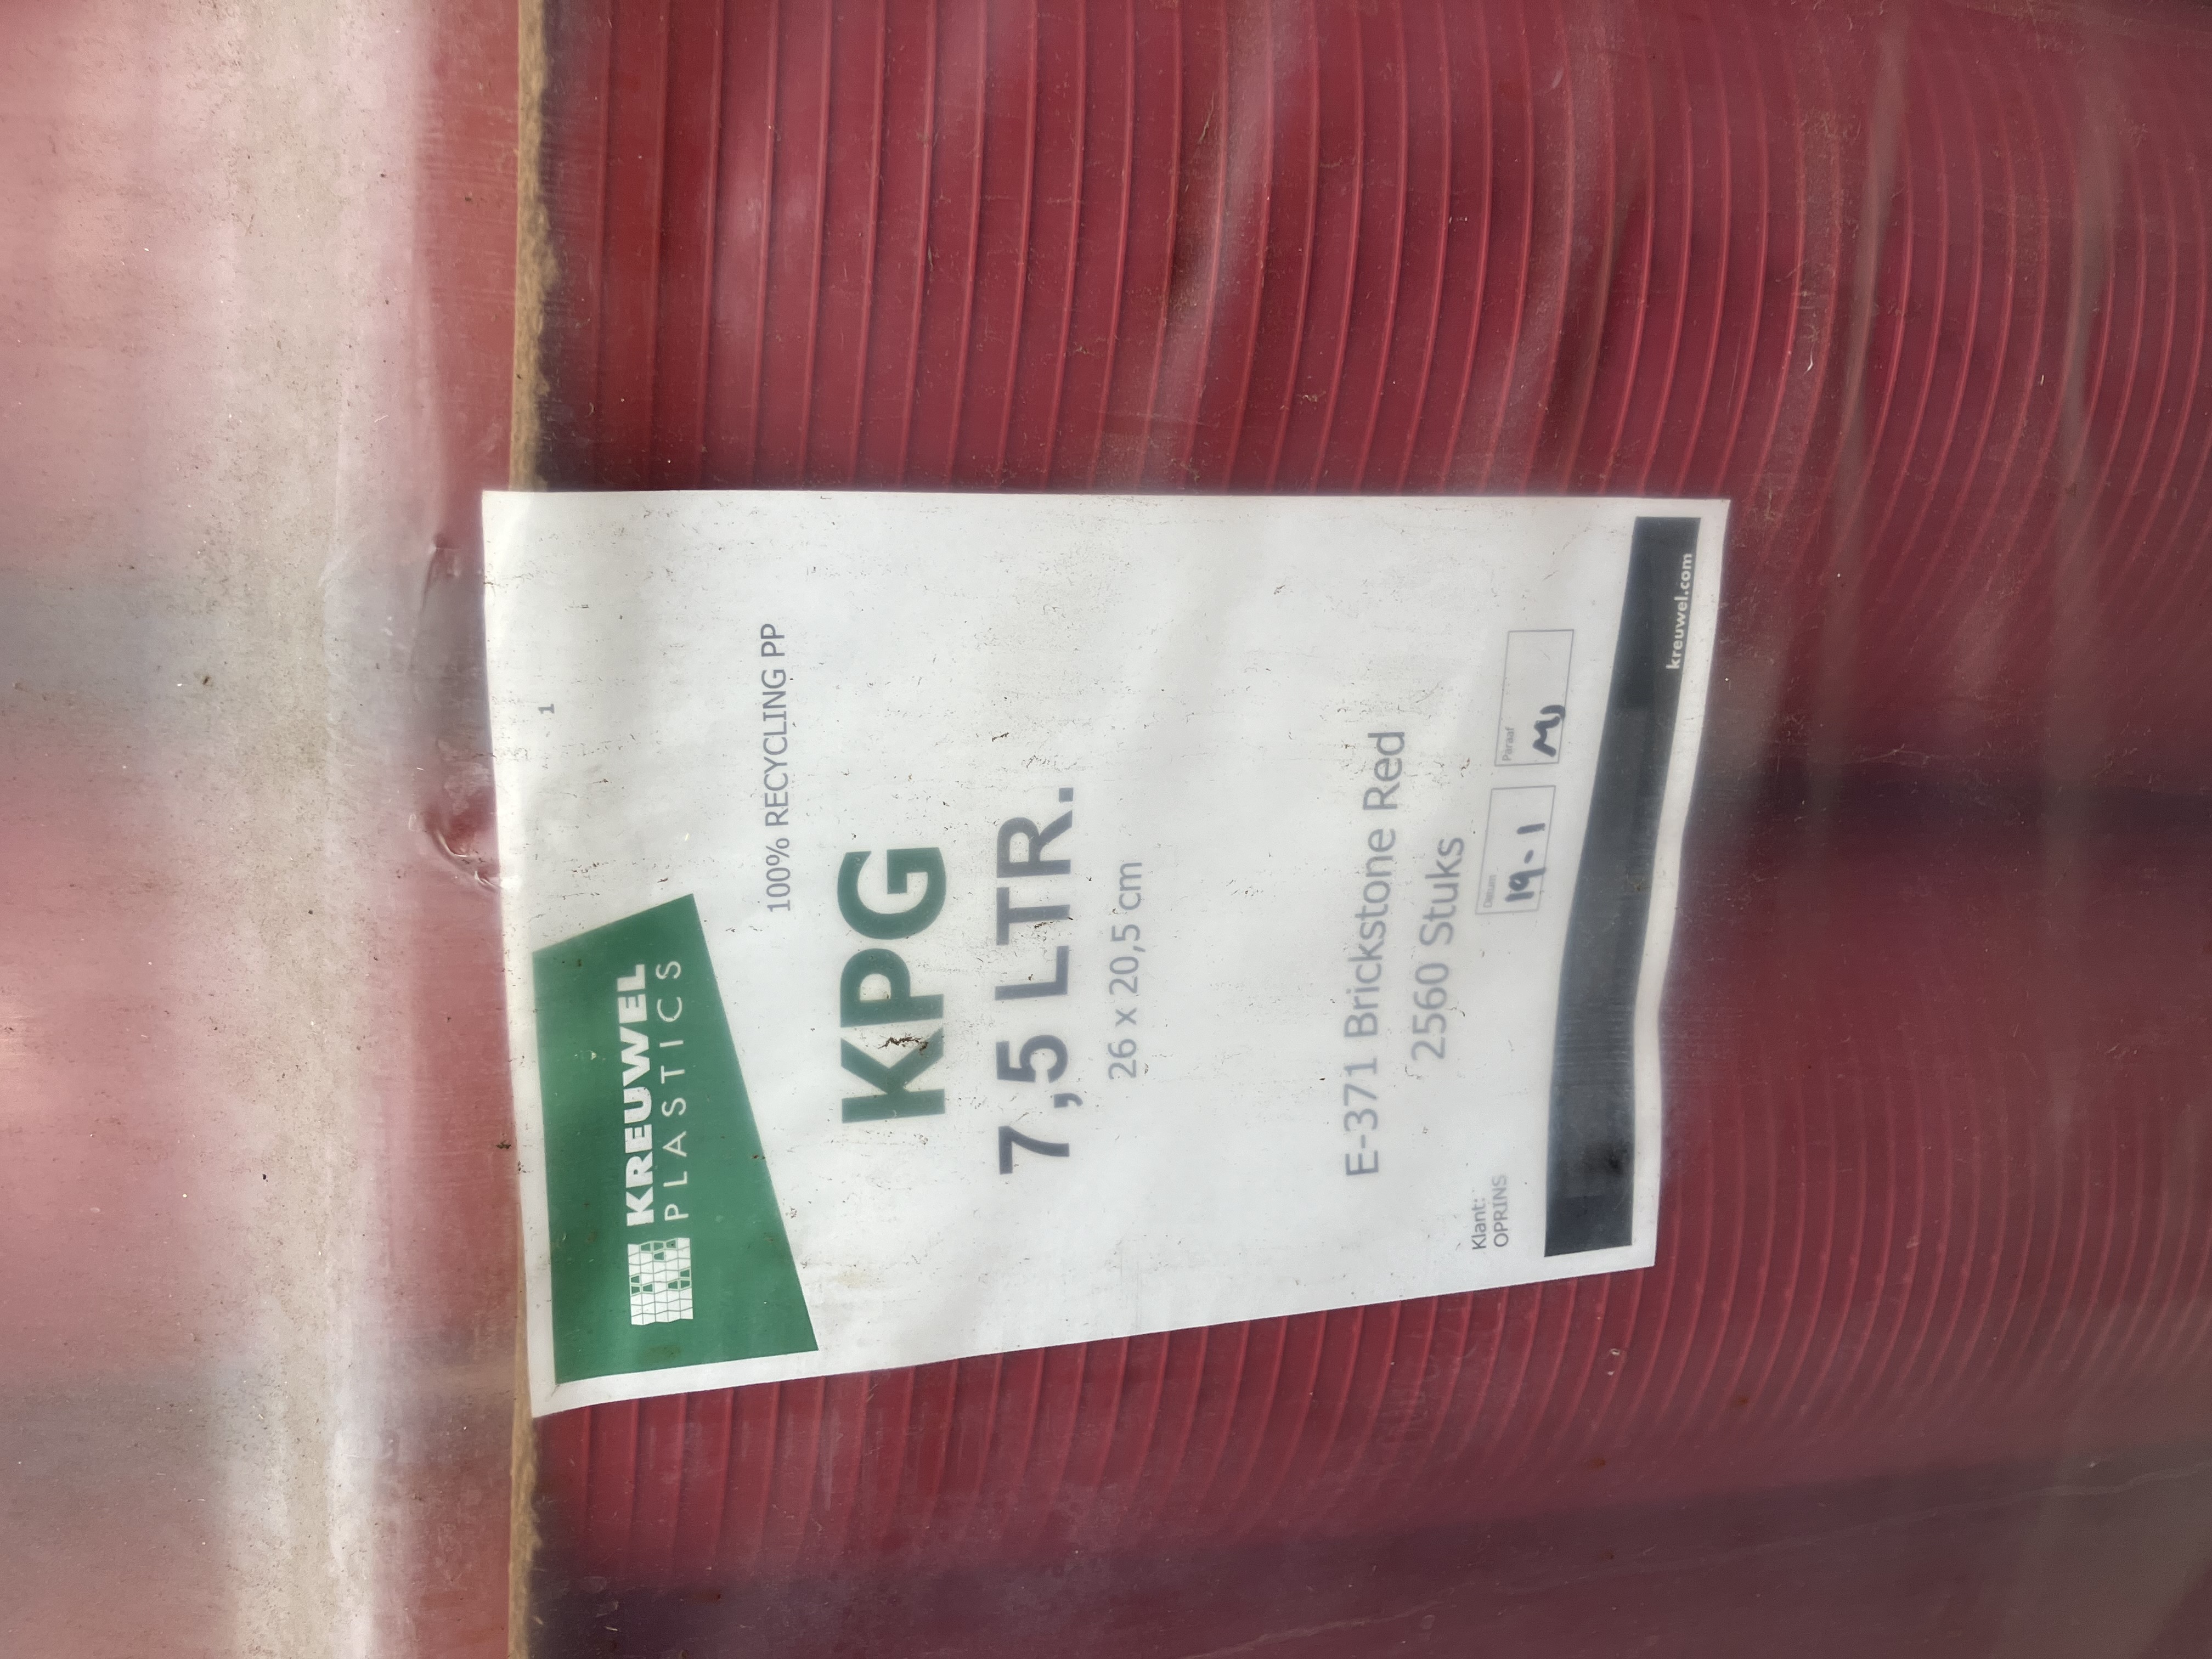 1
KREUWEL
PLASTICS
100% RECYCLING PP
KPG
7,5 LTR.
26 x 20,5 cm
E-371 Brickstone Red
2560 Stuks
Klant:
OPRINS
Datum
19-1
Paraaf
MJ
kreuwel.com